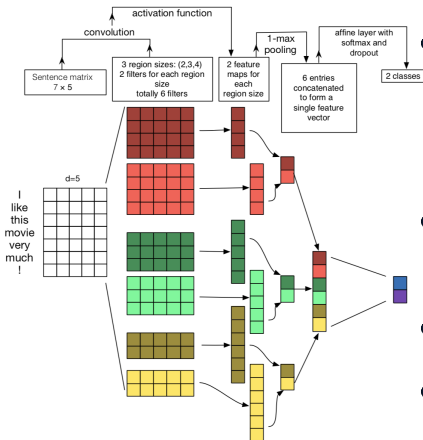 activation function
convolution
1-max
pooling
affine layer with
softmax and
dropout
Sentence matrix
7 × 5
3 region sizes: (2,3,4)
2 filters for each region
size
totally 6 filters
2 feature
maps for
each
region size
6 entries
concatenated
to form a
single feature
vector
2 classes
d=5
I
like
this
movie
very
much
!